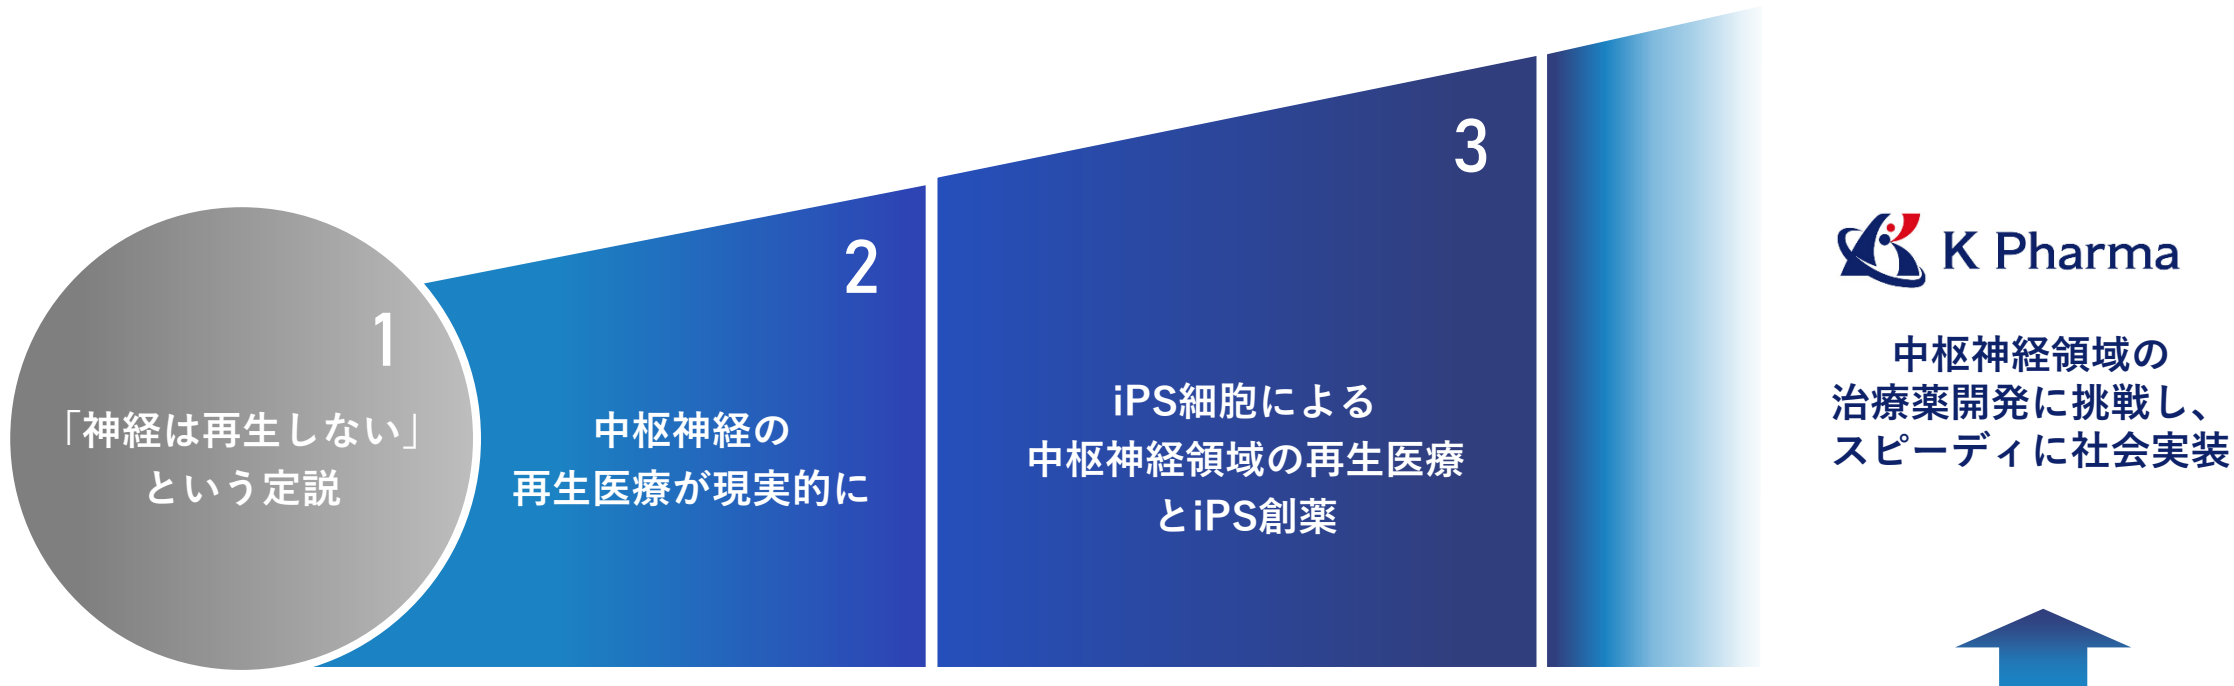 1
「神経は再生しない」
という定説
2
中枢神経の
再生医療が現実的に
3
iPS細胞による
中枢神経領域の再生医療
とiPS創薬
K Pharma
中枢神経領域の
治療薬開発に挑戦し、
スピーディに社会実装